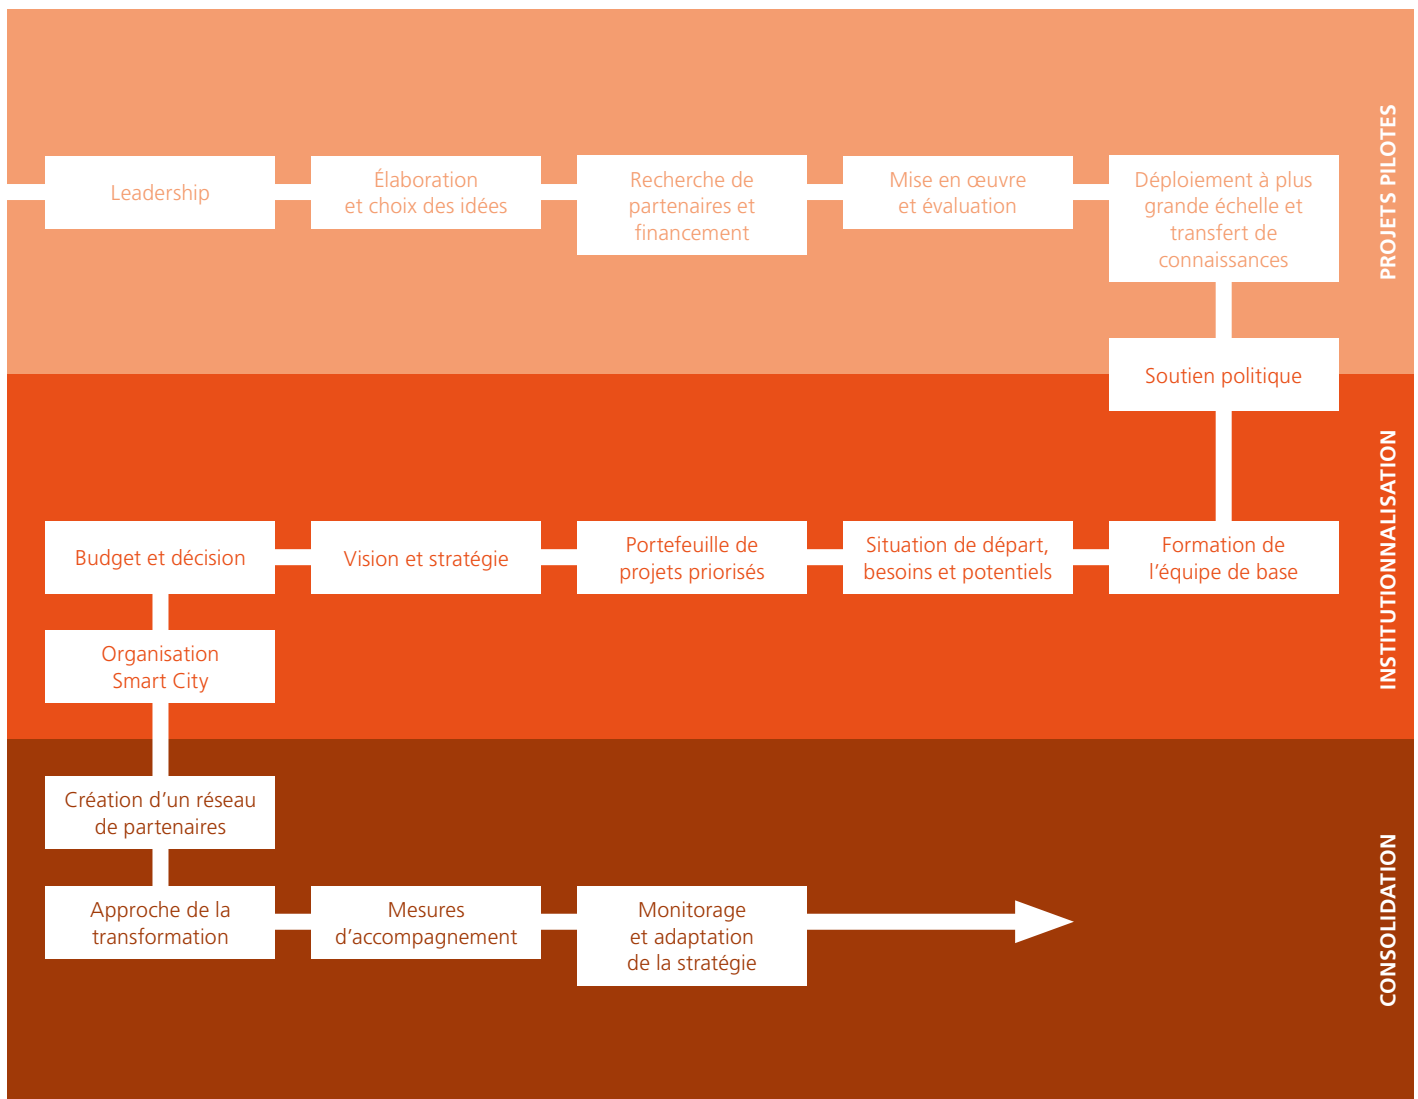 PROJETS PILOTES
Leadership
Élaboration
et choix des idées
Recherche de
partenaires et
financement
Mise en œuvre
et évaluation
Déploiement à plus
grande échelle et
transfert de
connaissances
Soutien politique
INSTITUTIONNALISATION
Formation de
l’équipe de base
Situation de départ,
besoins et potentiels
Portefeuille de
projets priorisés
Vision et stratégie
Budget et décision
Organisation
Smart City
CONSOLIDATION
Création d’un réseau
de partenaires
Approche de la
transformation
Mesures
d’accompagnement
Monitorage
et adaptation
de la stratégie